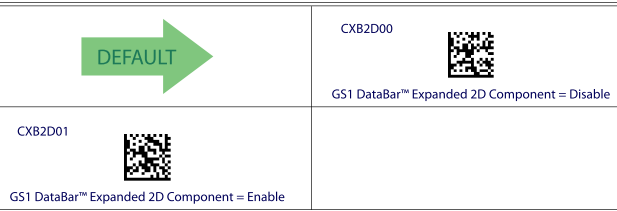 DEFAULT
CXB2D00
GS1 DataBar™ Expanded 2D Component = Disable
CXB2D01
GS1 DataBar™ Expanded 2D Component = Enable